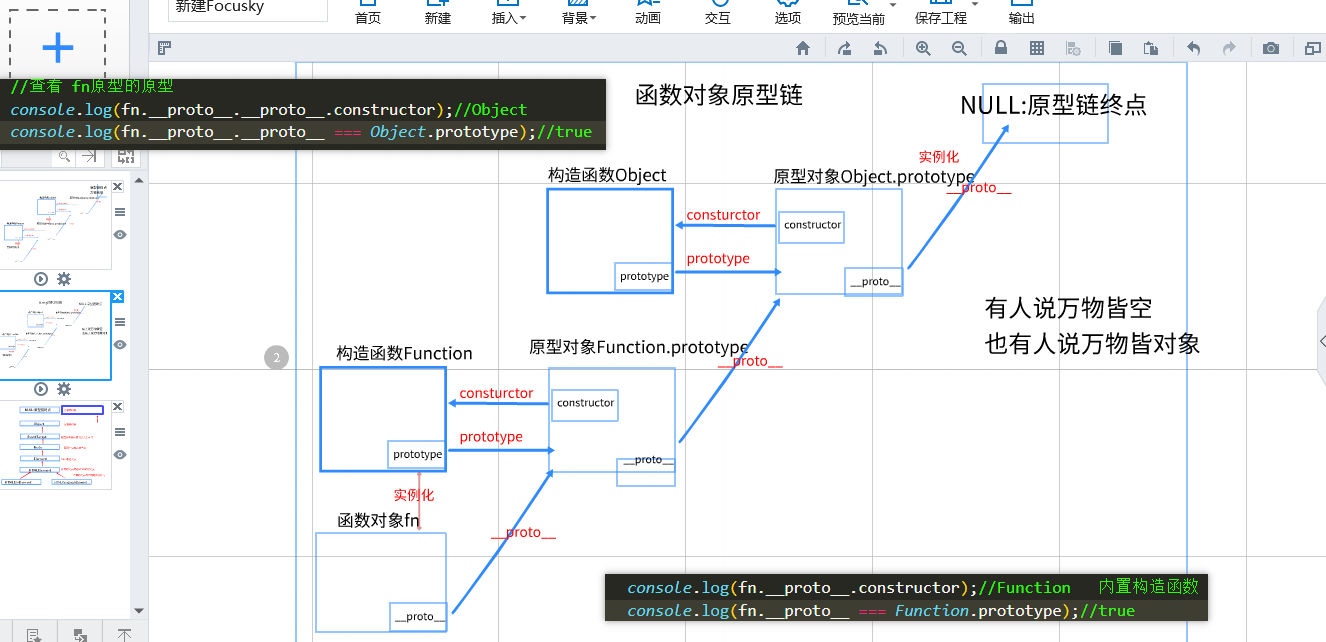 新建Focusky
首页
新建
插入
背景
动画
交互
选项
预览当前
保存工程
输出
//查看 fn原型的原型
console.log(fn.__proto__.__proto__.constructor);//Object
console.log(fn.__proto__.__proto__ === Object.prototype);//true
函数对象原型链
NULL:原型链终点
实例化
__proto__
构造函数Object
原型对象Object.prototype
consturctor
constructor
prototype
prototype
__proto__
有人说万物皆空
也有人说万物皆对象
2
构造函数Function
原型对象Function.prototype
__proto__
consturctor
constructor
prototype
prototype
__proto__
实例化
函数对象fn
__proto__
__proto__
console.log(fn.__proto__.constructor);//Function 内置构造函数
console.log(fn.__proto__ === Function.prototype);//true